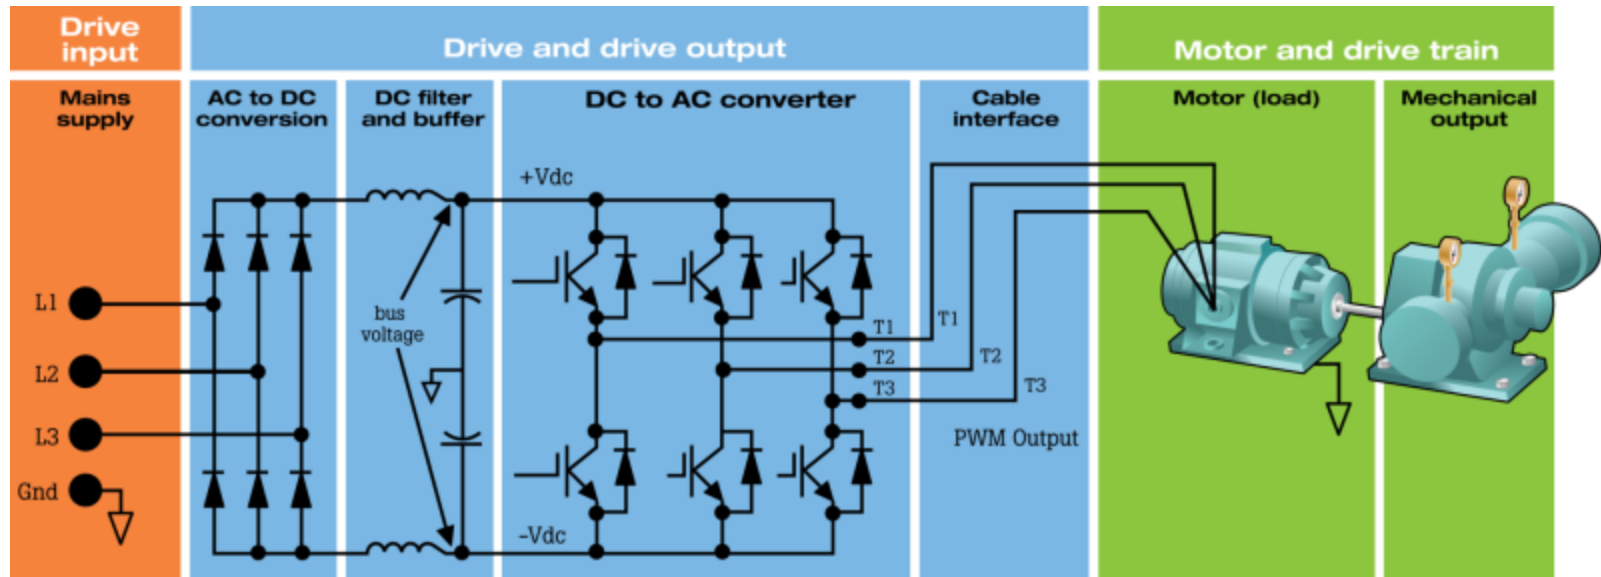 Drive
input
Drive and drive output
Motor and drive train
Mains
supply
AC to DC
conversion
DC filter
and buffer
DC to AC converter
Cable
interface
Motor (load)
Mechanical
output
+Vdc
L1
bus
voltage
T1
T1
L2
T2
T2
T3
T3
L3
PWM Output
Gnd
–Vdc